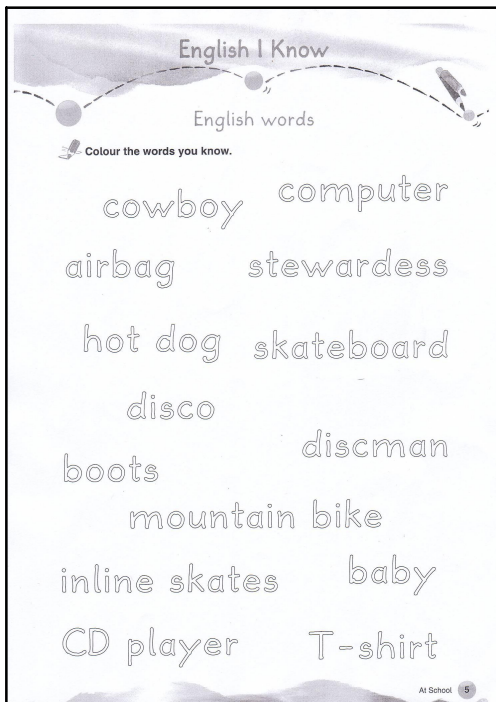 English I Know
English words
Colour the words you know.
cowboy
computer
airbag
stewardess
hot dog
skateboard
disco
discman
boots
mountain bike
inline skates
baby
CD player
T-shirt
At School 5